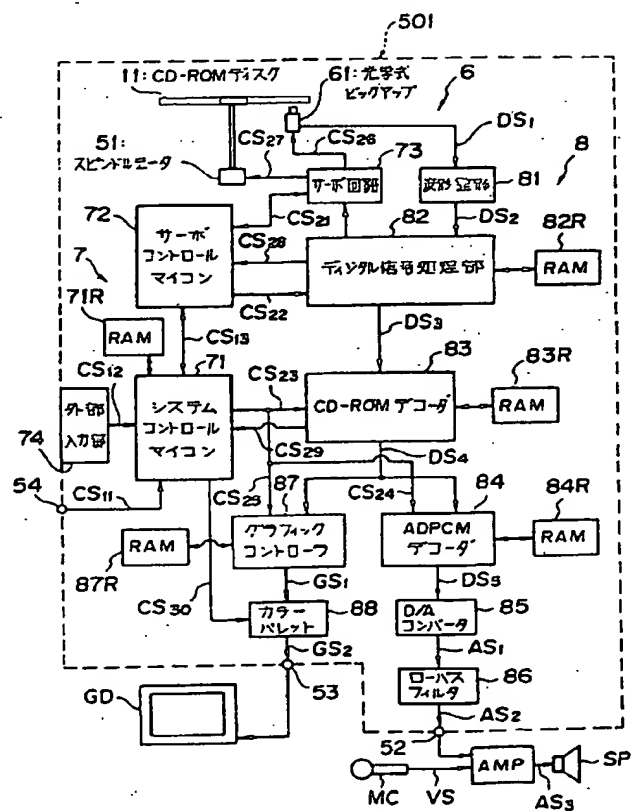 501
11:CD-ROMディスク
61:光学式
ピックアップ
6
DS1
CS26
CS27
51:
スピンドルモータ
73
サーボ回路
8
波形整形
81
72
サーボ
コントロール
マイコン
CS21
CS28
CS22
82
DS2
ディジタル信号処理部
82R
RAM
7
71R
RAM
CS13
DS3
CS12
71
外部
入力部
74
システム
コントロール
マイコン
CS23
83
CD-ROMデコーダ
83R
RAM
CS29
DS4
54
CS11
CS25
87
CS24
84
84R
RAM
87R
グラフィック
コントローラ
ADPCM
デコーダ
RAM
CS30
GS1
DS5
カラー
パレット
88
D/A
コンバータ
85
GS2
AS1
53
ローパス
フィルタ
86
GD
AS2
52
AMP
SP
MC
VS
AS3